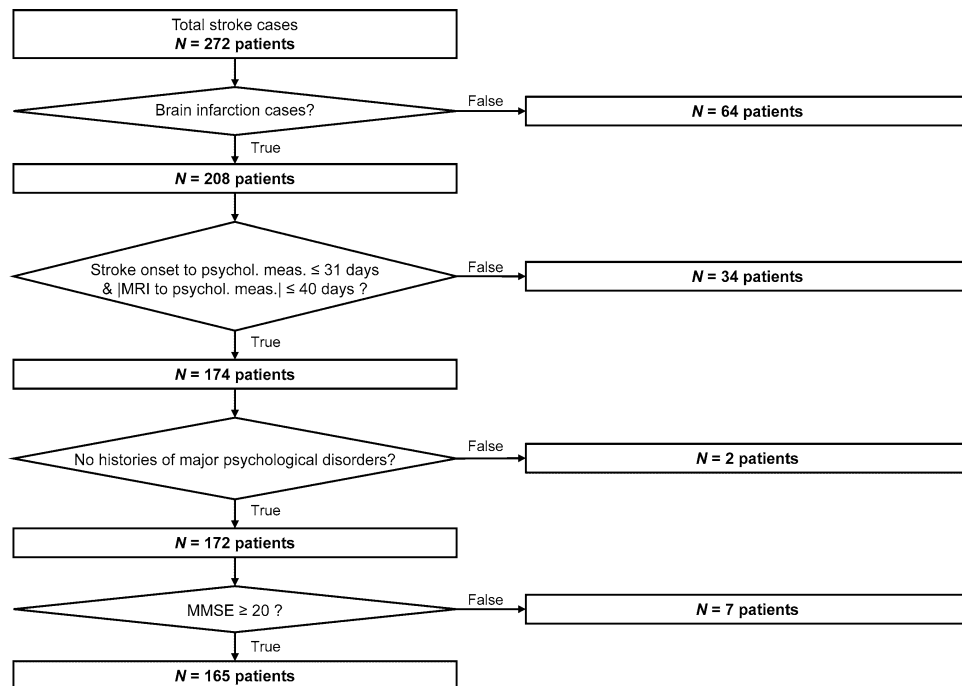 Total stroke cases
N = 272 patients
Brain infarction cases?
False
N = 64 patients
True
N = 208 patients
Stroke onset to psychol. meas. ≤ 31 days
& |MRI to psychol. meas.| ≤ 40 days ?
False
N = 34 patients
True
N = 174 patients
No histories of major psychological disorders?
False
N = 2 patients
True
N = 172 patients
MMSE ≥ 20 ?
False
N = 7 patients
True
N = 165 patients